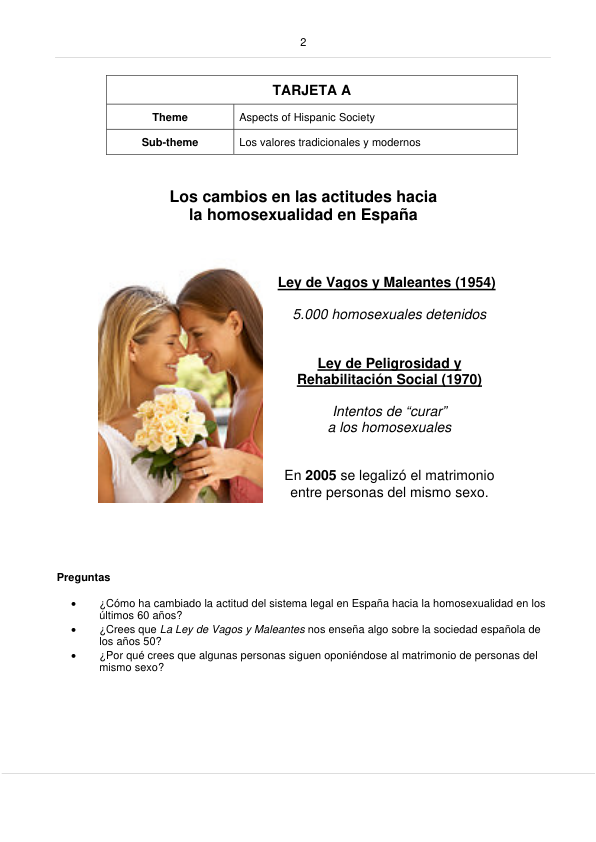 2
TARJETA A
Theme
Aspects of Hispanic Society
Sub-theme
Los valores tradicionales y modernos
Los cambios en las actitudes hacia
la homosexualidad en España
Ley de Vagos y Maleantes (1954)
5.000 homosexuales detenidos
Ley de Peligrosidad y
Rehabilitación Social (1970)
Intentos de “curar”
a los homosexuales
En 2005 se legalizó el matrimonio
entre personas del mismo sexo.
Preguntas
• ¿Cómo ha cambiado la actitud del sistema legal en España hacia la homosexualidad en los
últimos 60 años?
• ¿Crees que La Ley de Vagos y Maleantes nos enseña algo sobre la sociedad española de
los años 50?
• ¿Por qué crees que algunas personas siguen oponiéndose al matrimonio de personas del
mismo sexo?